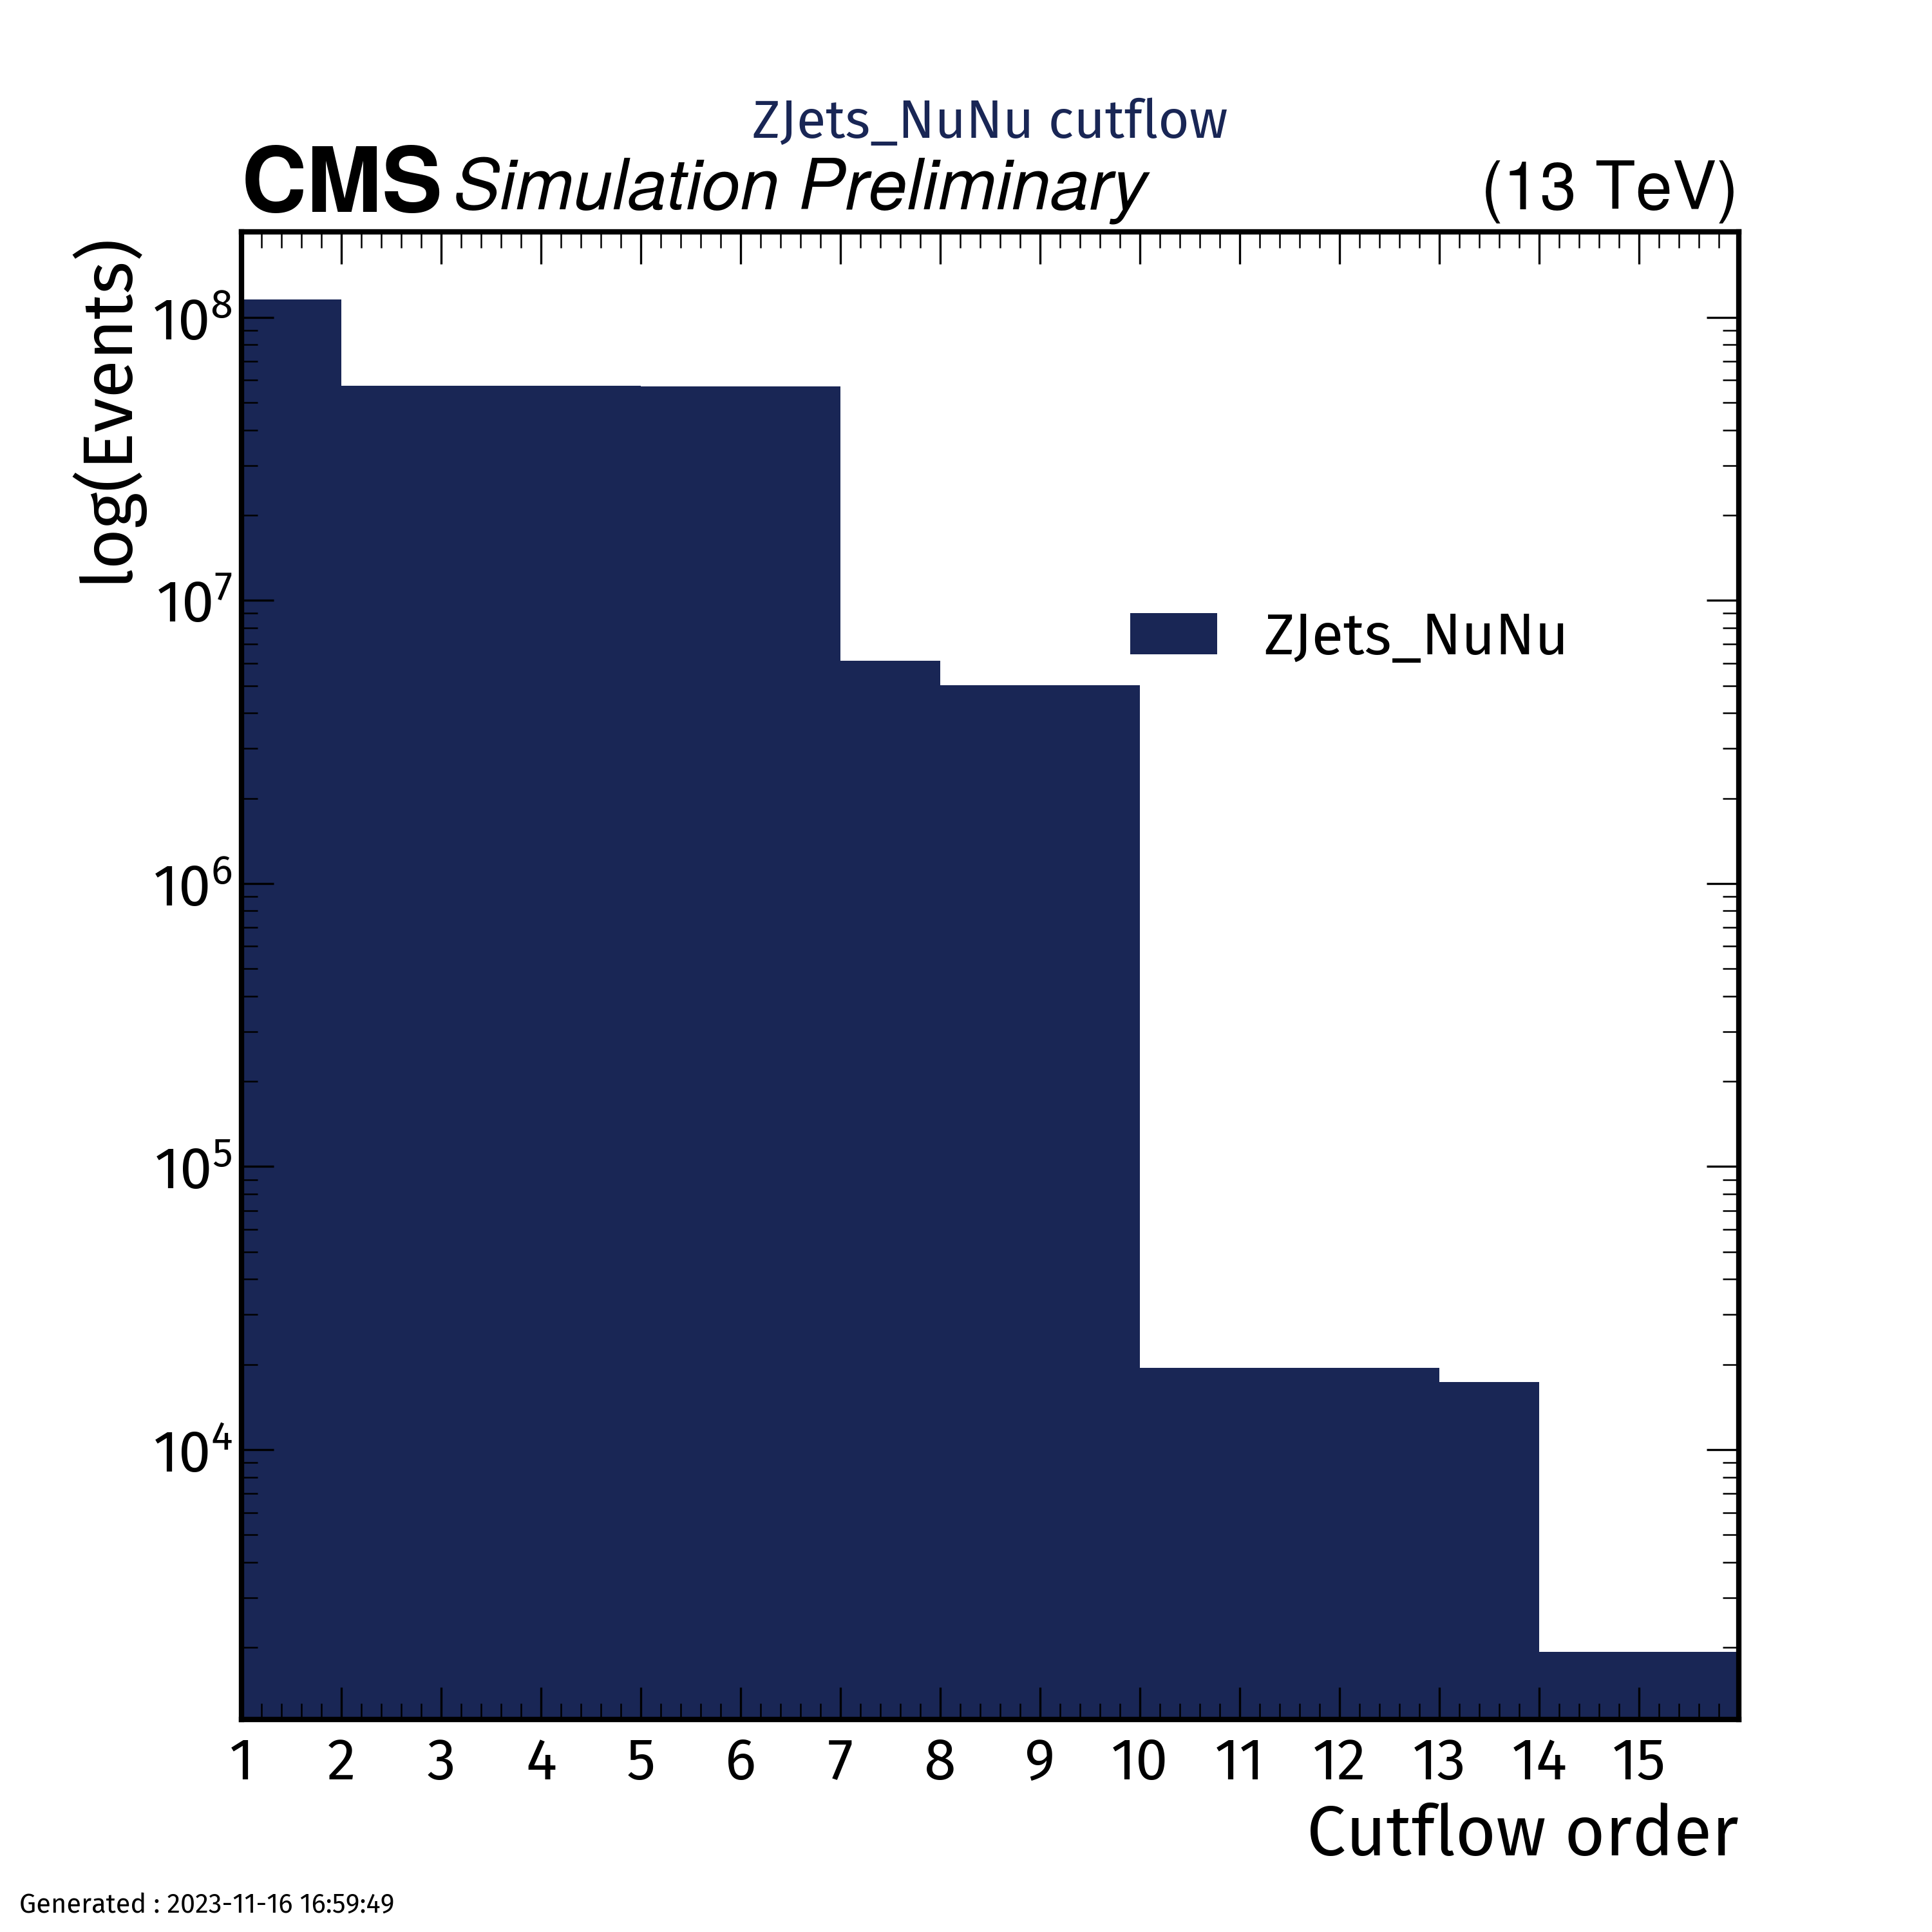 ZJets_NuNu cutflow
CMS Simulation Preliminary (13 TeV)
log(Events)
10^8
10^7
10^6
10^5
10^4
ZJets_NuNu
1 2 3 4 5 6 7 8 9 10 11 12 13 14 15
Cutflow order
Generated : 2023-11-16 16:59:49